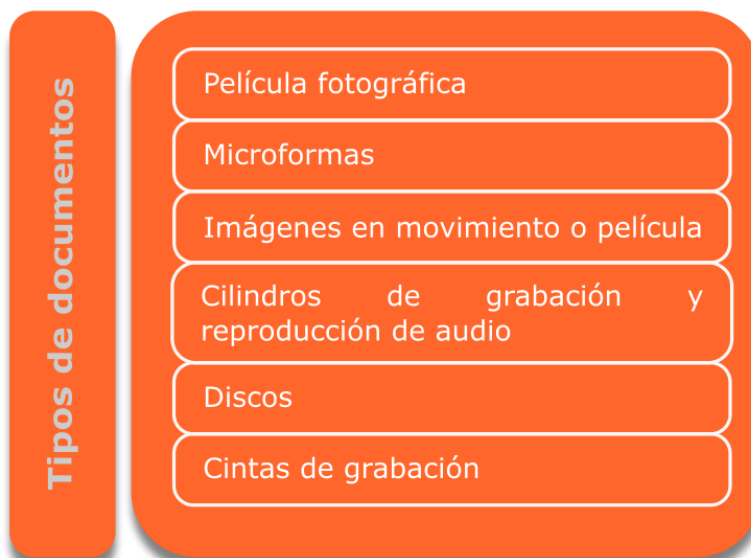 Tipos de documentos
Película fotográfica
Microformas
Imágenes en movimiento o película
Cilindros de grabación y
reproducción de audio
Discos
Cintas de grabación